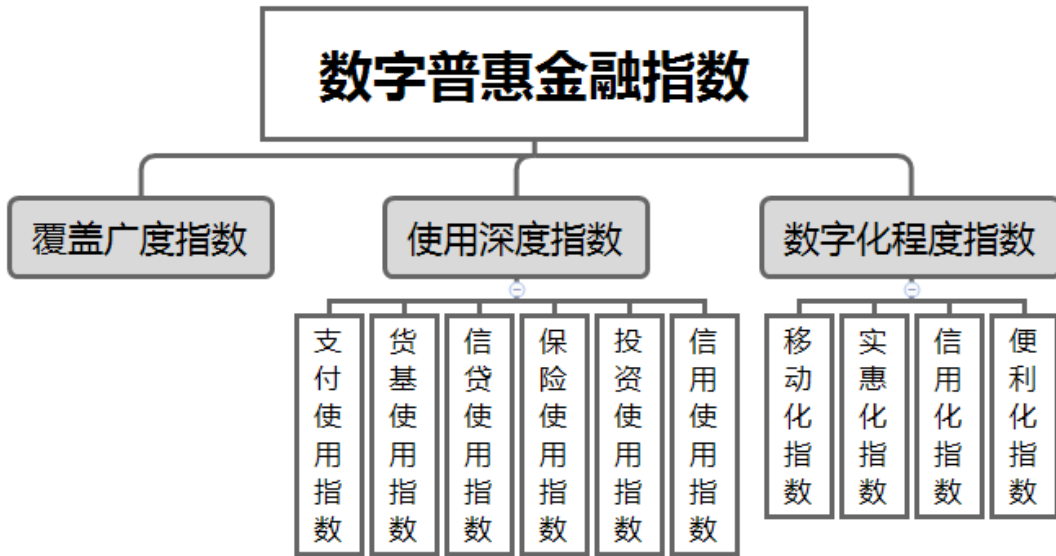 数字普惠金融指数
覆盖广度指数
使用深度指数
数字化程度指数
支付使用指数
货基使用指数
信贷使用指数
保险使用指数
投资使用指数
信用使用指数
移动化指数
实惠化指数
信用化指数
便利化指数